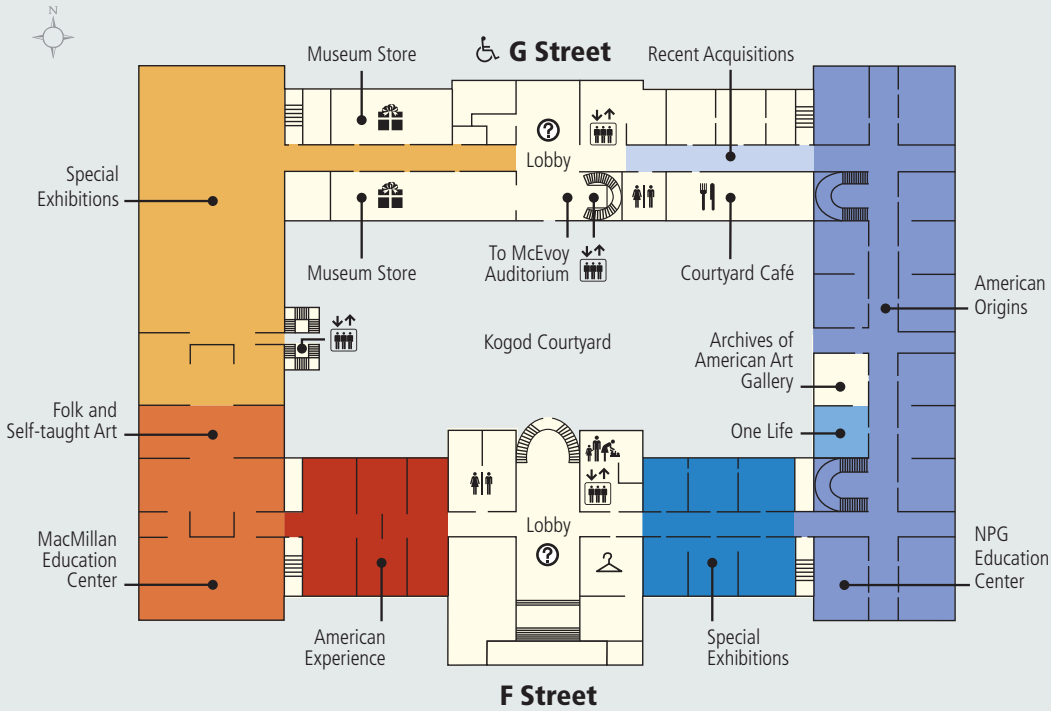 N
Museum Store
G Street
Recent Acquisitions
?
Lobby
Special
Exhibitions
Museum Store
To McEvoy
Auditorium
Courtyard Café
American
Origins
Kogod Courtyard
Archives of
American Art
Gallery
Folk and
Self-taught Art
One Life
MacMillan
Education
Center
Lobby
?
NPG
Education
Center
American
Experience
Special
Exhibitions
F Street